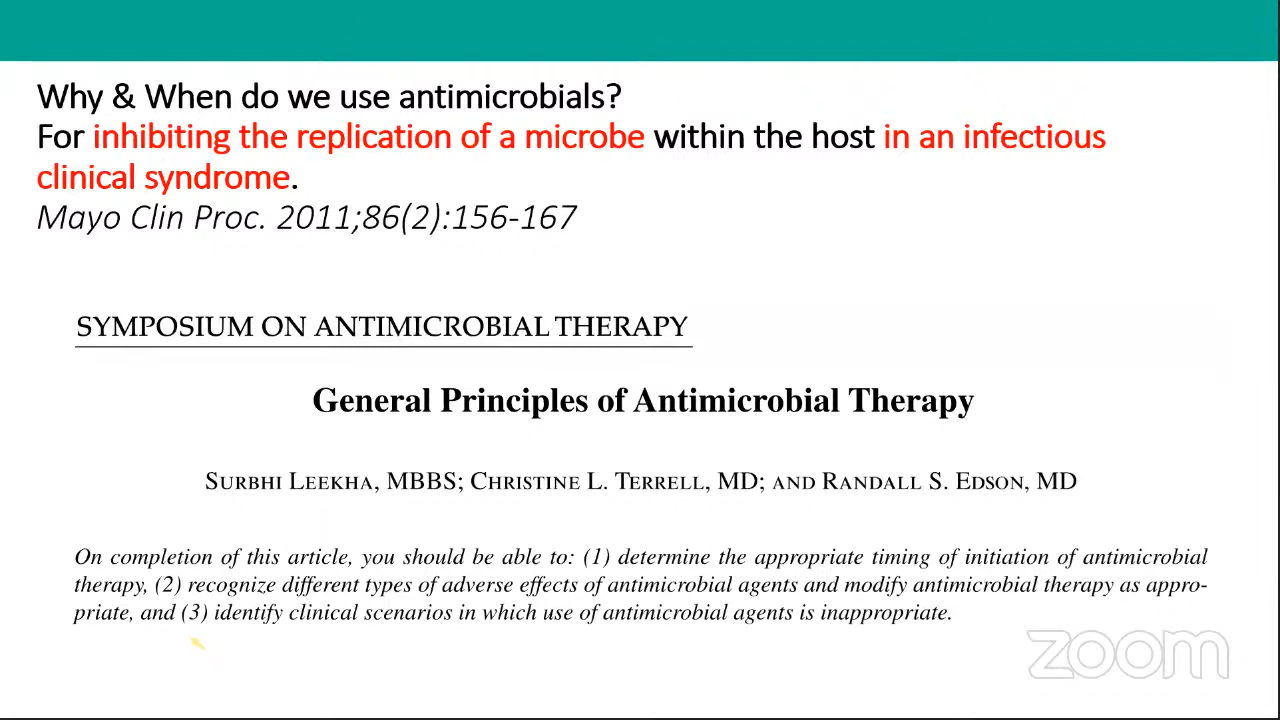 Why & When do we use antimicrobials?
For inhibiting the replication of a microbe within the host in an infectious
clinical syndrome.
Mayo Clin Proc. 2011;86(2):156-167
SYMPOSIUM ON ANTIMICROBIAL THERAPY
General Principles of Antimicrobial Therapy
Surbhi Leekha, MBBS; Christine L. Terrell, MD; and Randall S. Edson, MD
On completion of this article, you should be able to: (1) determine the appropriate timing of initiation of antimicrobial
therapy, (2) recognize different types of adverse effects of antimicrobial agents and modify antimicrobial therapy as appro-
priate, and (3) identify clinical scenarios in which use of antimicrobial agents is inappropriate.
zoom